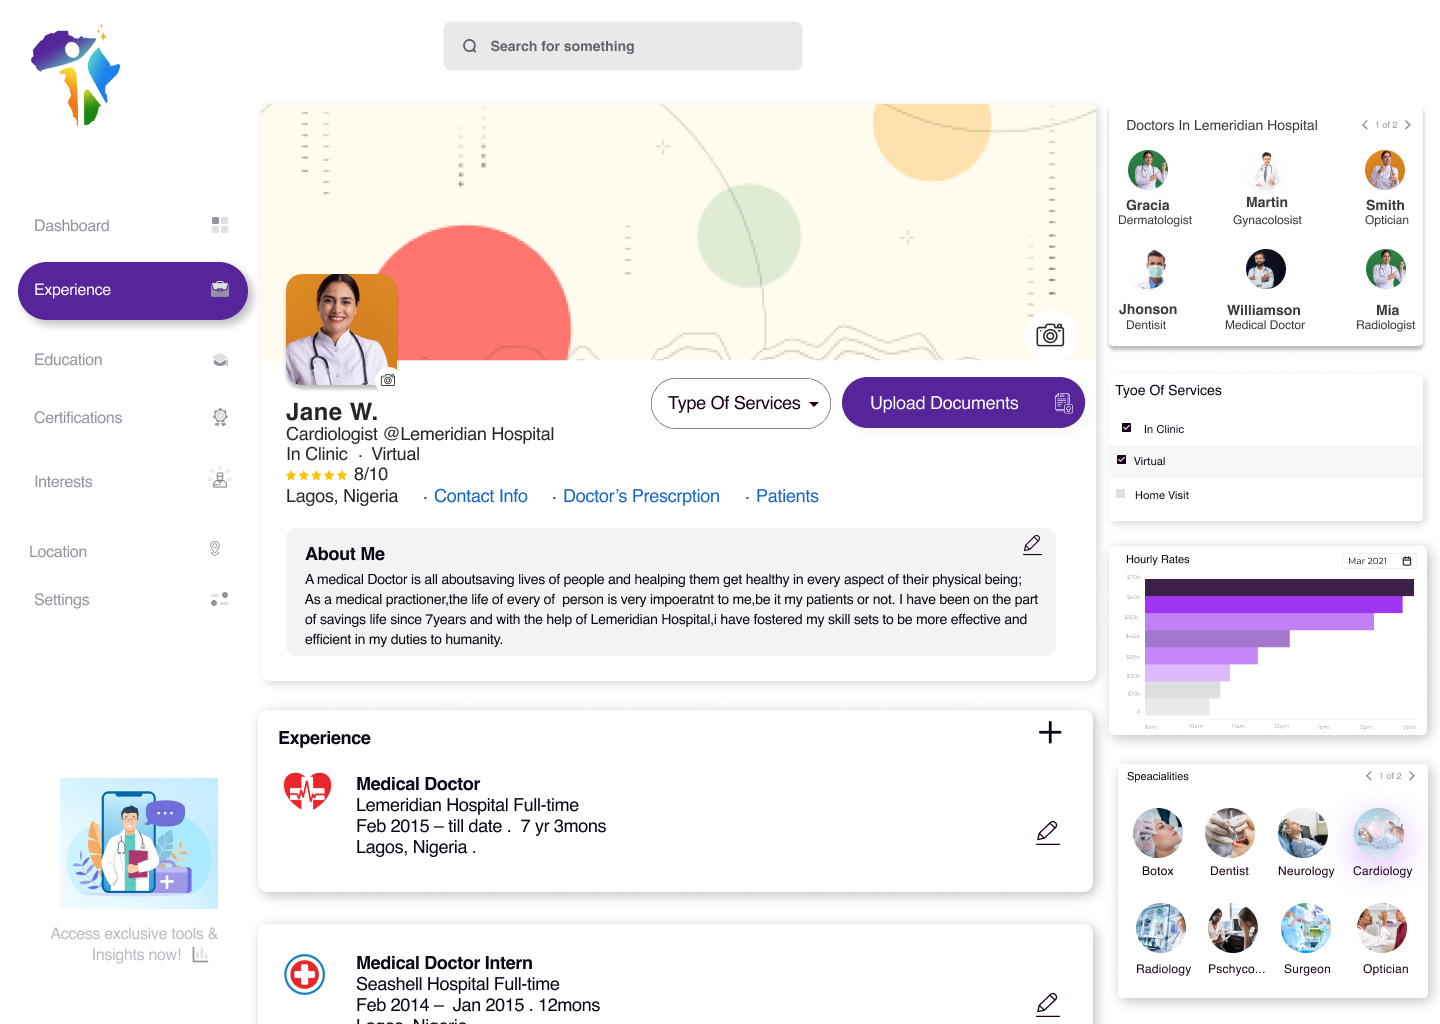 Search for something
Dashboard
Experience
Education
Certifications
Interests
Location
Settings
Access exclusive tools &
Insights now!
Jane W.
Cardiologist @Lemeridian Hospital
In Clinic · Virtual
8/10
Lagos, Nigeria · Contact Info · Doctor's Prescrption · Patients
Type Of Services
Upload Documents
About Me
A medical Doctor is all aboutsaving lives of people and healping them get healthy in every aspect of their physical being;
As a medical practioner,the life of every of person is very impoeratnt to me,be it my patients or not. I have been on the part
of savings life since 7years and with the help of Lemeridian Hospital,i have fostered my skill sets to be more effective and
efficient in my duties to humanity.
Experience
Medical Doctor
Lemeridian Hospital Full-time
Feb 2015 – till date . 7 yr 3mons
Lagos, Nigeria .
Medical Doctor Intern
Seashell Hospital Full-time
Feb 2014 – Jan 2015 . 12mons
Lagos, Nigeria
Doctors In Lemeridian Hospital
1 of 2
Gracia Martin Smith
Dermatologist Gynacolosist Optician
Jhonson Williamson Mia
Dentisit Medical Doctor Radiologist
Tyoe Of Services
In Clinic
Virtual
Home Visit
Hourly Rates
Mar 2021
$70k
$60k
$50k
$40k
$30k
$20k
$10k
0
9am 10am 11am 12pm 1pm 2pm 3pm
Speacialities
1 of 2
Botox Dentist Neurology Cardiology
Radiology Pschyco... Surgeon Optician